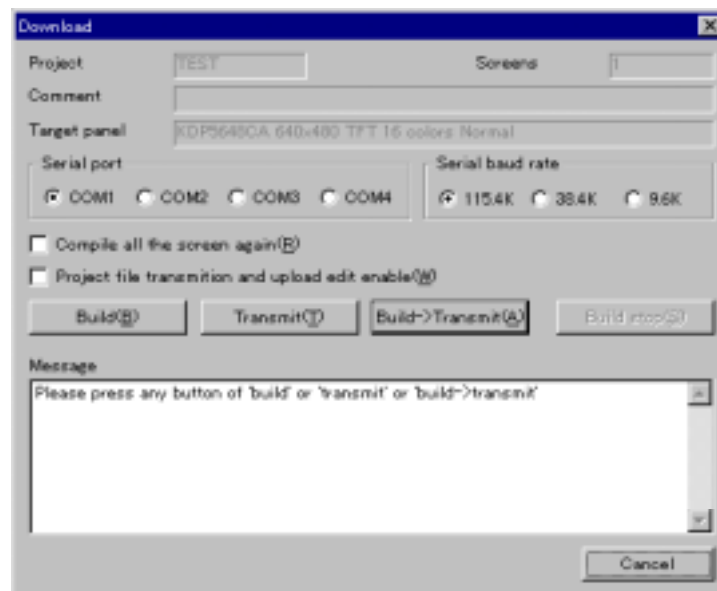 Download
Project TEST Screens 1
Comment
Target panel KDP5648CA 640x480 TFT 16 colors Normal
Serial port Serial baud rate
COM1 COM2 COM3 COM4 115.4K 38.4K 9.6K
Compile all the screen again(R)
Project file transmition and upload edit enable(W)
Build(B) Transmit(T) Build->Transmit(A) Build stop(S)
Message
Please press any button of 'build' or 'transmit' or 'build->transmit'
Cancel